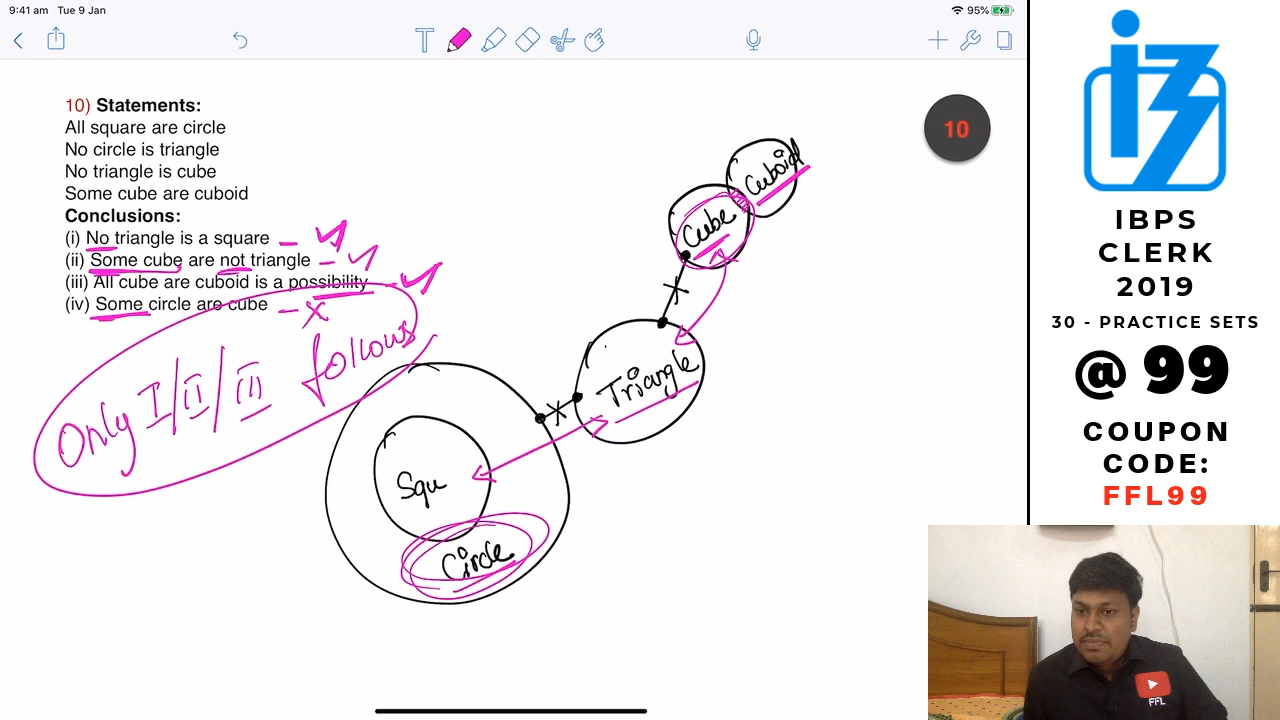 9:41 am Tue 9 Jan
95%
10) Statements:
All square are circle
No circle is triangle
No triangle is cube
Some cube are cuboid
Conclusions:
(i) No triangle is a square
(ii) Some cube are not triangle
(iii) All cube are cuboid is a possibility
(iv) Some circle are cube
Only I/II/III follows
Cuboid
Cube
Triangle
Squ
Circle
10
IBPS
CLERK
2019
30 - PRACTICE SETS
@ 99
COUPON
CODE:
FFL99
FFL